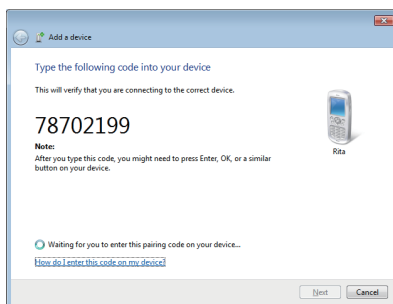 Add a device
Type the following code into your device
This will verify that you are connecting to the correct device.
78702199
Note:
After you type this code, you might need to press Enter, OK, or a similar
button on your device.
Rita
Waiting for you to enter this pairing code on your device...
How do I enter this code on my device?
Next Cancel